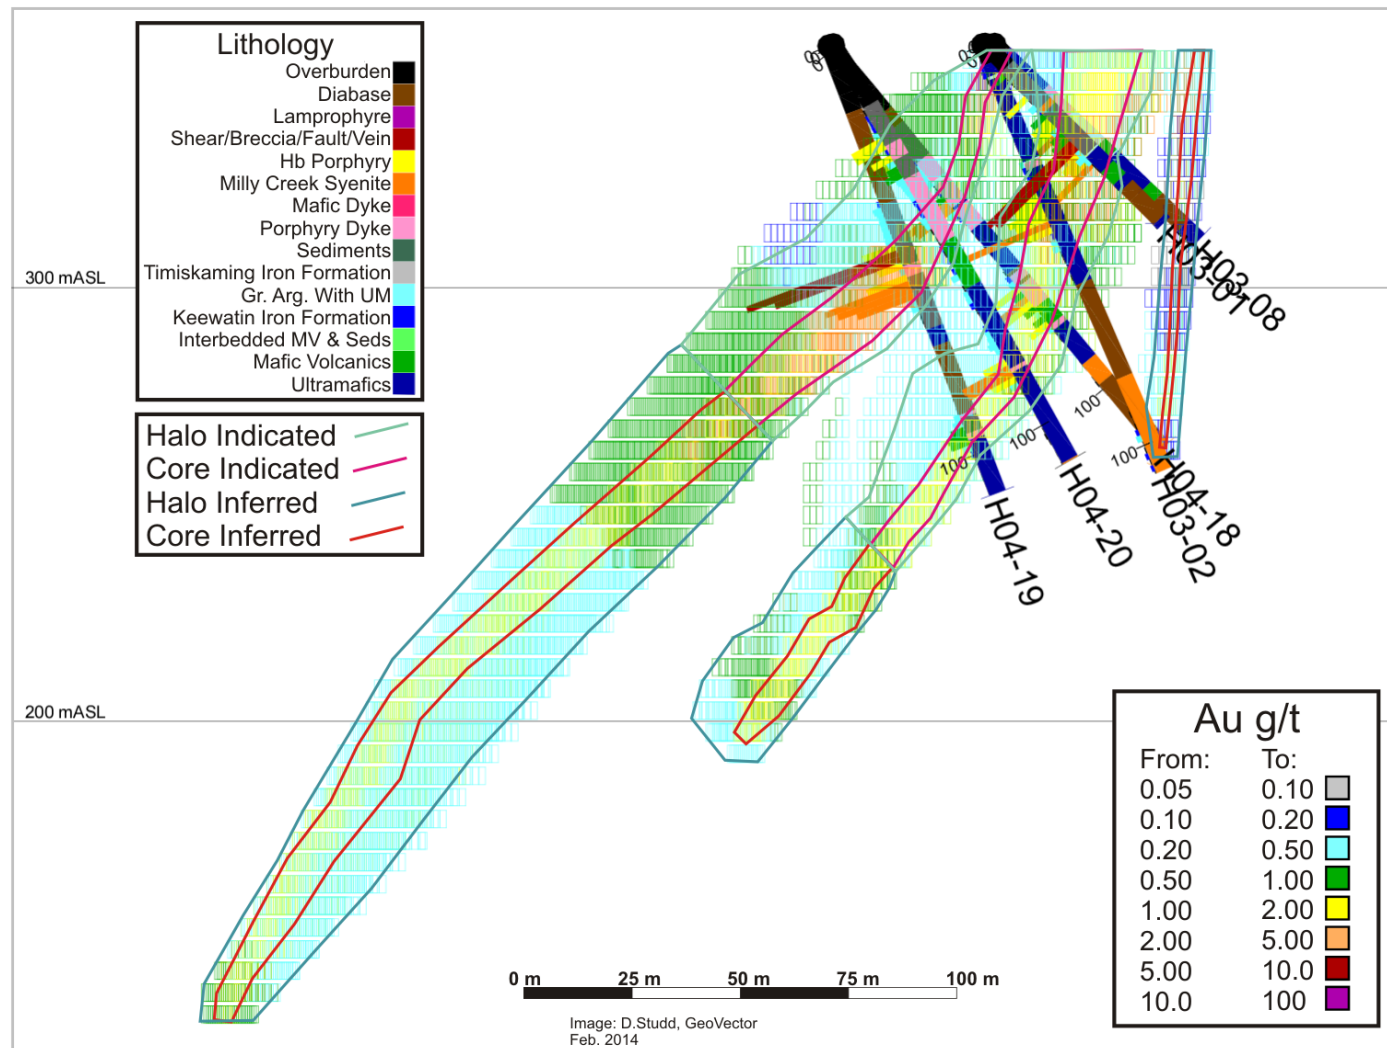 Lithology
Overburden
Diabase
Lamprophyre
Shear/Breccia/Fault/Vein
Hb Porphyry
Milly Creek Syenite
Mafic Dyke
Porphyry Dyke
Sediments
Timiskaming Iron Formation
Gr. Arg. With UM
Keewatin Iron Formation
Interbedded MV & Seds
Mafic Volcanics
Ultramafics
Halo Indicated
Core Indicated
Halo Inferred
Core Inferred
300 mASL
200 mASL
H03-01
H03-08
100
100
100
100
H04-19
H04-20
H04-18
H03-02
0 m 25 m 50 m 75 m 100 m
Image: D.Studd, GeoVector
Feb. 2014
Au g/t
From: To:
0.05 0.10
0.10 0.20
0.20 0.50
0.50 1.00
1.00 2.00
2.00 5.00
5.00 10.0
10.0 100